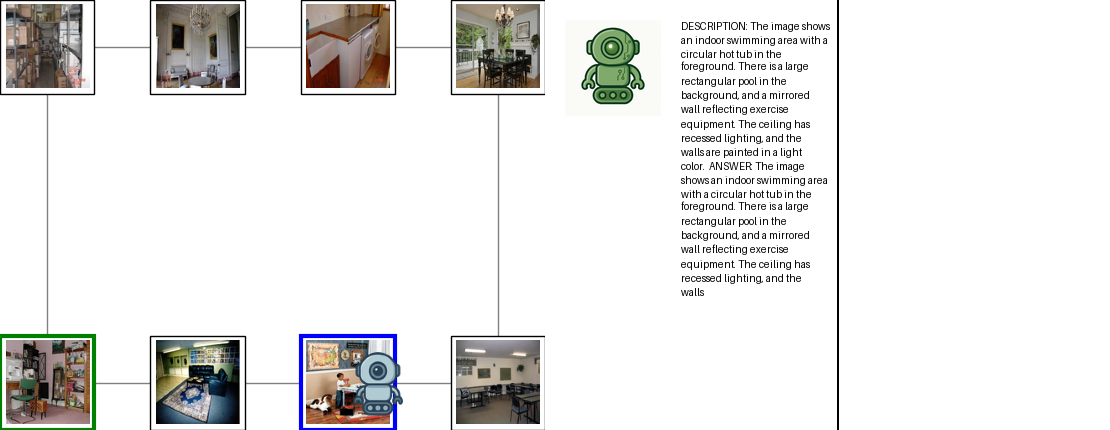 DESCRIPTION: The image shows
an indoor swimming area with a
circular hot tub in the
foreground. There is a large
rectangular pool in the
background, and a mirrored
wall reflecting exercise
equipment. The ceiling has
recessed lighting, and the
walls are painted in a light
color.  ANSWER: The image
shows an indoor swimming area
with a circular hot tub in the
foreground. There is a large
rectangular pool in the
background, and a mirrored
wall reflecting exercise
equipment. The ceiling has
recessed lighting, and the
walls